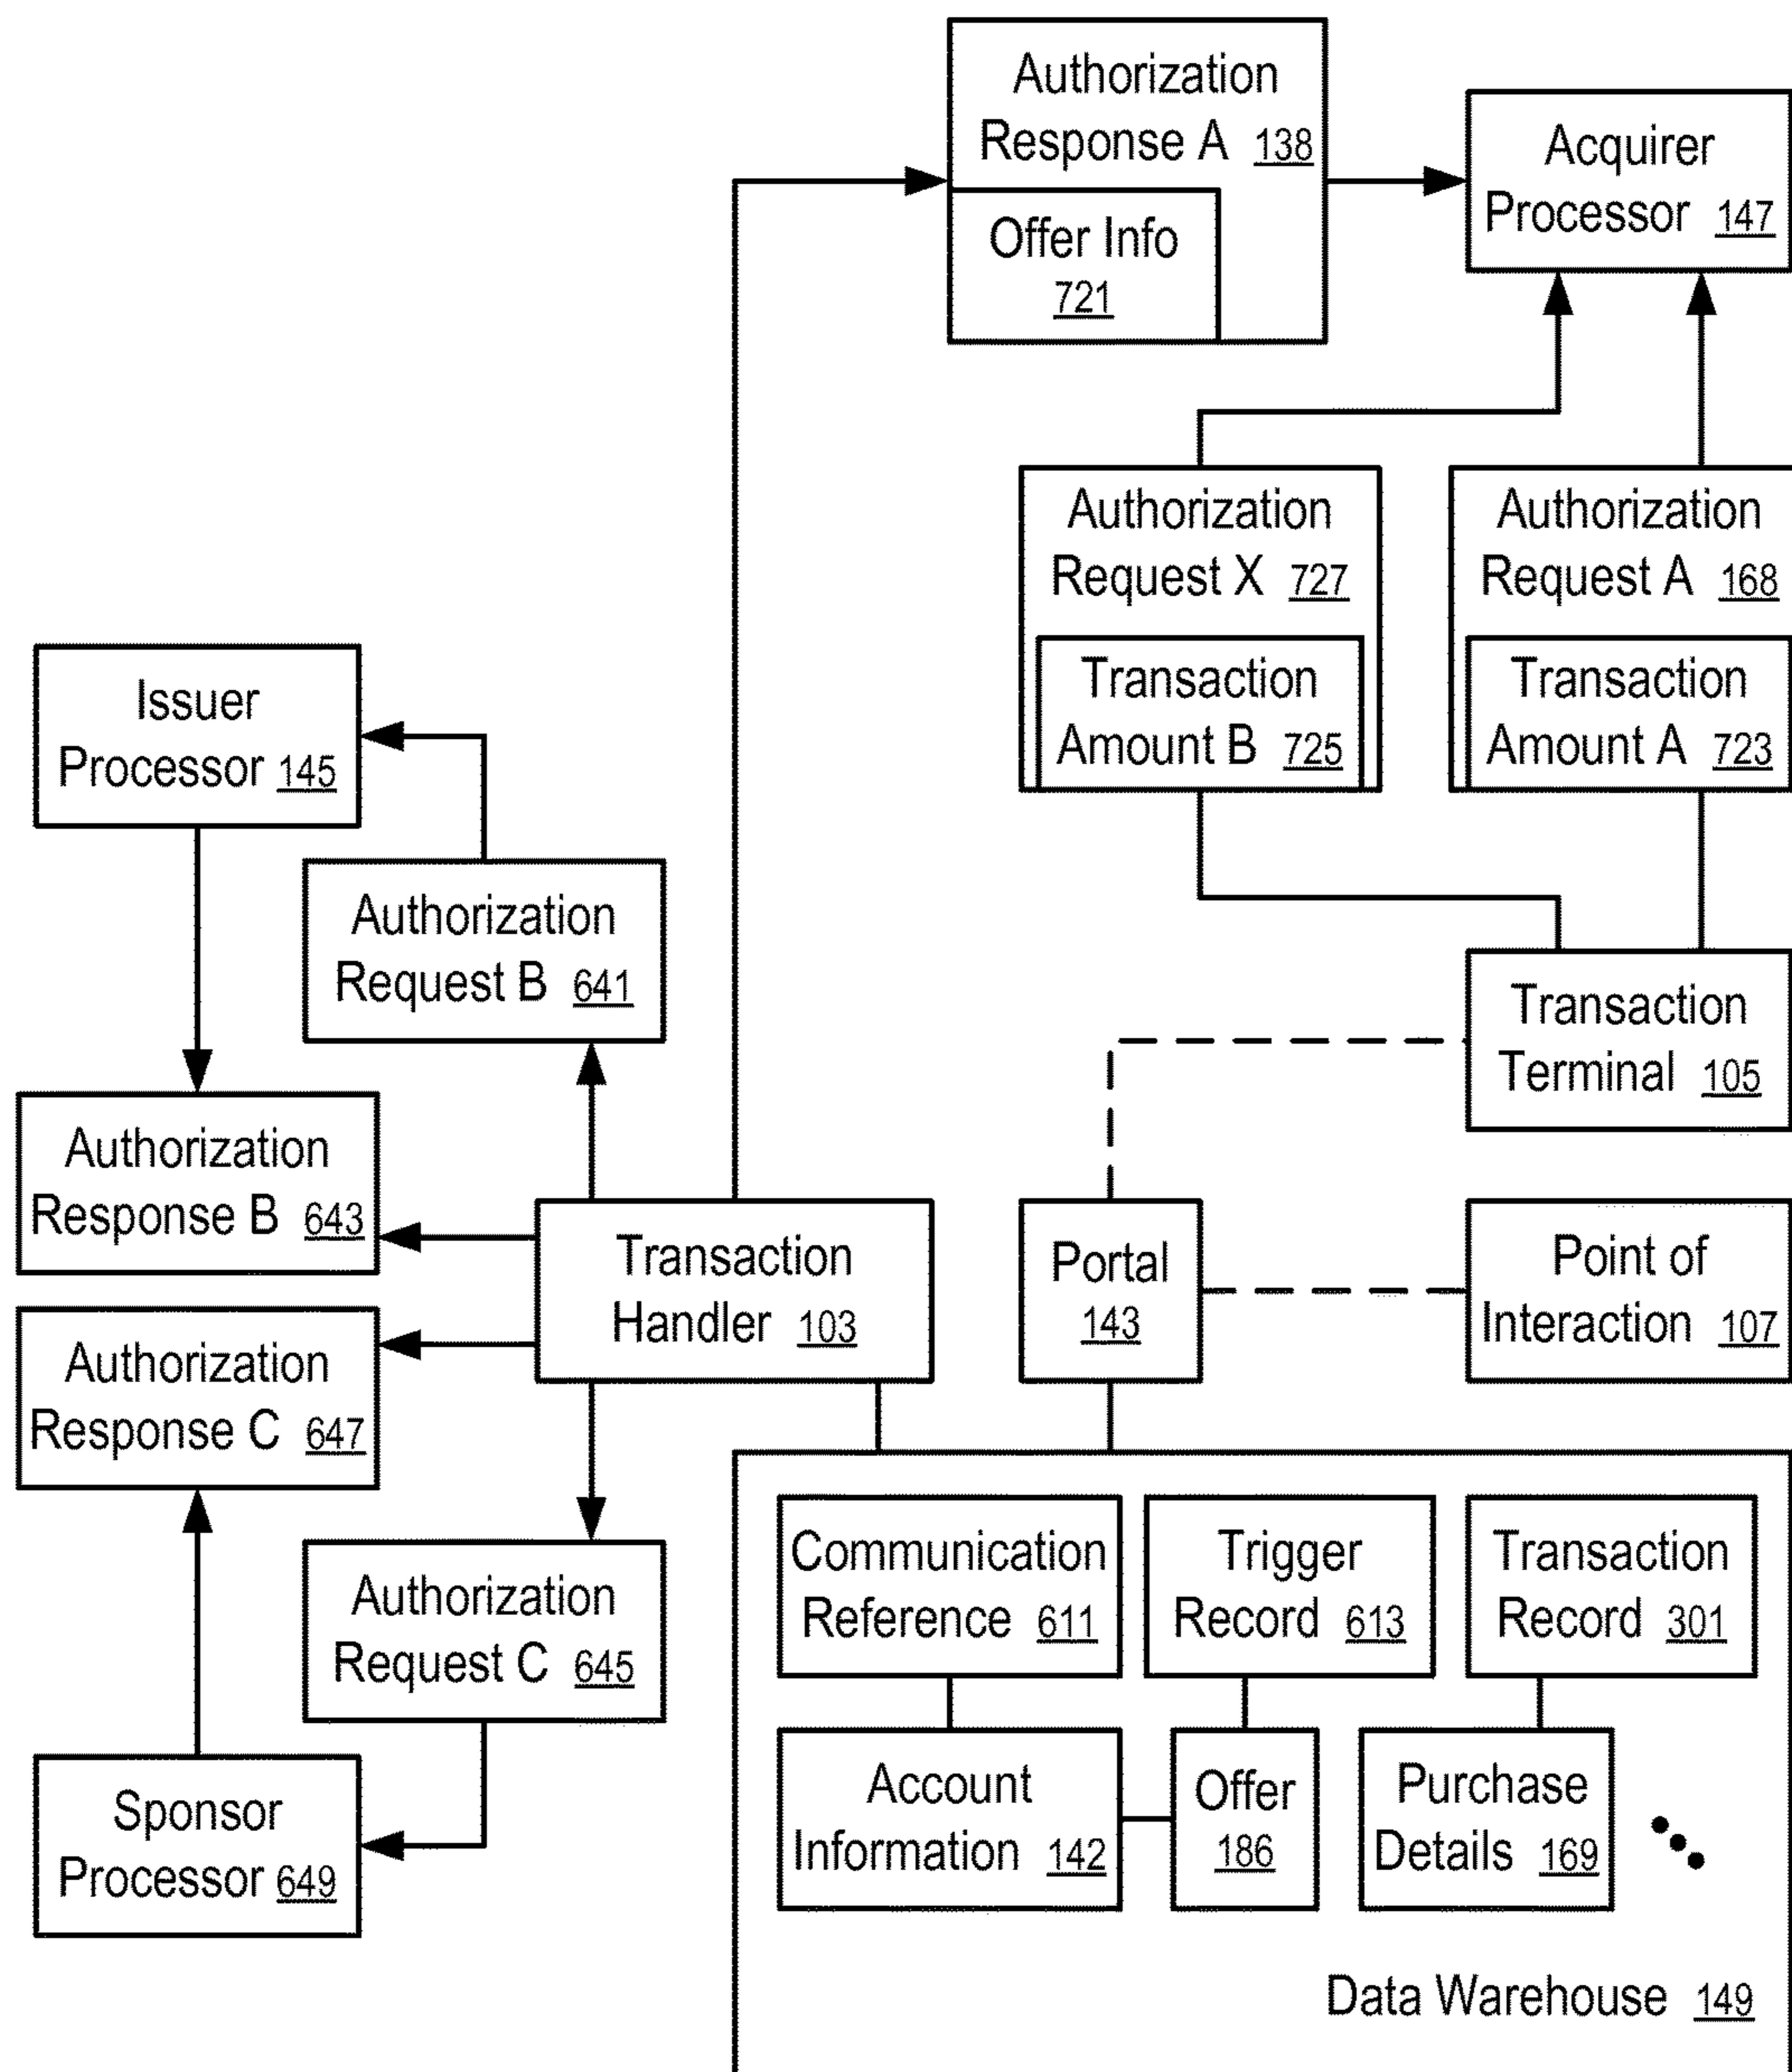 Authorization
Response A 138
Offer Info
721
Acquirer
Processor 147
Authorization
Request X 727
Transaction
Amount B 725
Authorization
Request A 168
Transaction
Amount A 723
Issuer
Processor 145
Authorization
Request B 641
Transaction
Terminal 105
Authorization
Response B 643
Transaction
Handler 103
Portal
143
Point of
Interaction 107
Authorization
Response C 647
Authorization
Request C 645
Sponsor
Processor 649
Communication
Reference 611
Trigger
Record 613
Transaction
Record 301
Account
Information 142
Offer
186
Purchase
Details 169
Data Warehouse 149